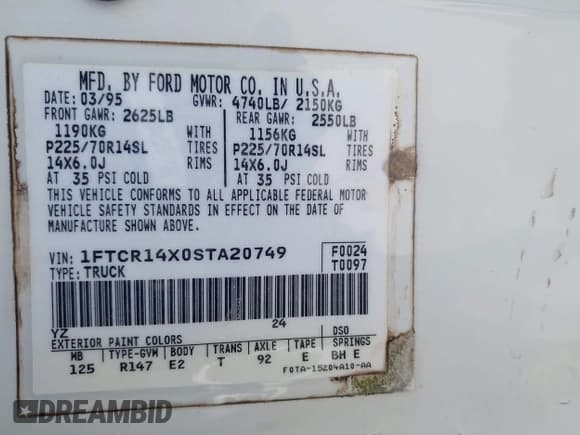 MFD. BY FORD MOTOR CO. IN U.S.A.
DATE: 03/95 GVWR: 4740LB/ 2150KG
FRONT GAWR: 2625LB REAR GAWR: 2550LB
1190KG WITH 1156KG WITH
P225/70R14SL TIRES P225/70R14SL TIRES
14X6.0J RIMS 14X6.0J RIMS
AT 35 PSI COLD AT 35 PSI COLD
THIS VEHICLE CONFORMS TO ALL APPLICABLE FEDERAL MOTOR
VEHICLE SAFETY STANDARDS IN EFFECT ON THE DATE OF
MANUFACTURE SHOWN ABOVE.
VIN: 1FTCR14X0STA20749 F0024
TYPE: TRUCK T0097
YZ 24
EXTERIOR PAINT COLORS DSO
WB TYPE-GVM BODY TRANS AXLE TAPE SPRINGS
125 R147 E2 T 92 E BH E
F0TA-15204A10-AA
DREAMBID